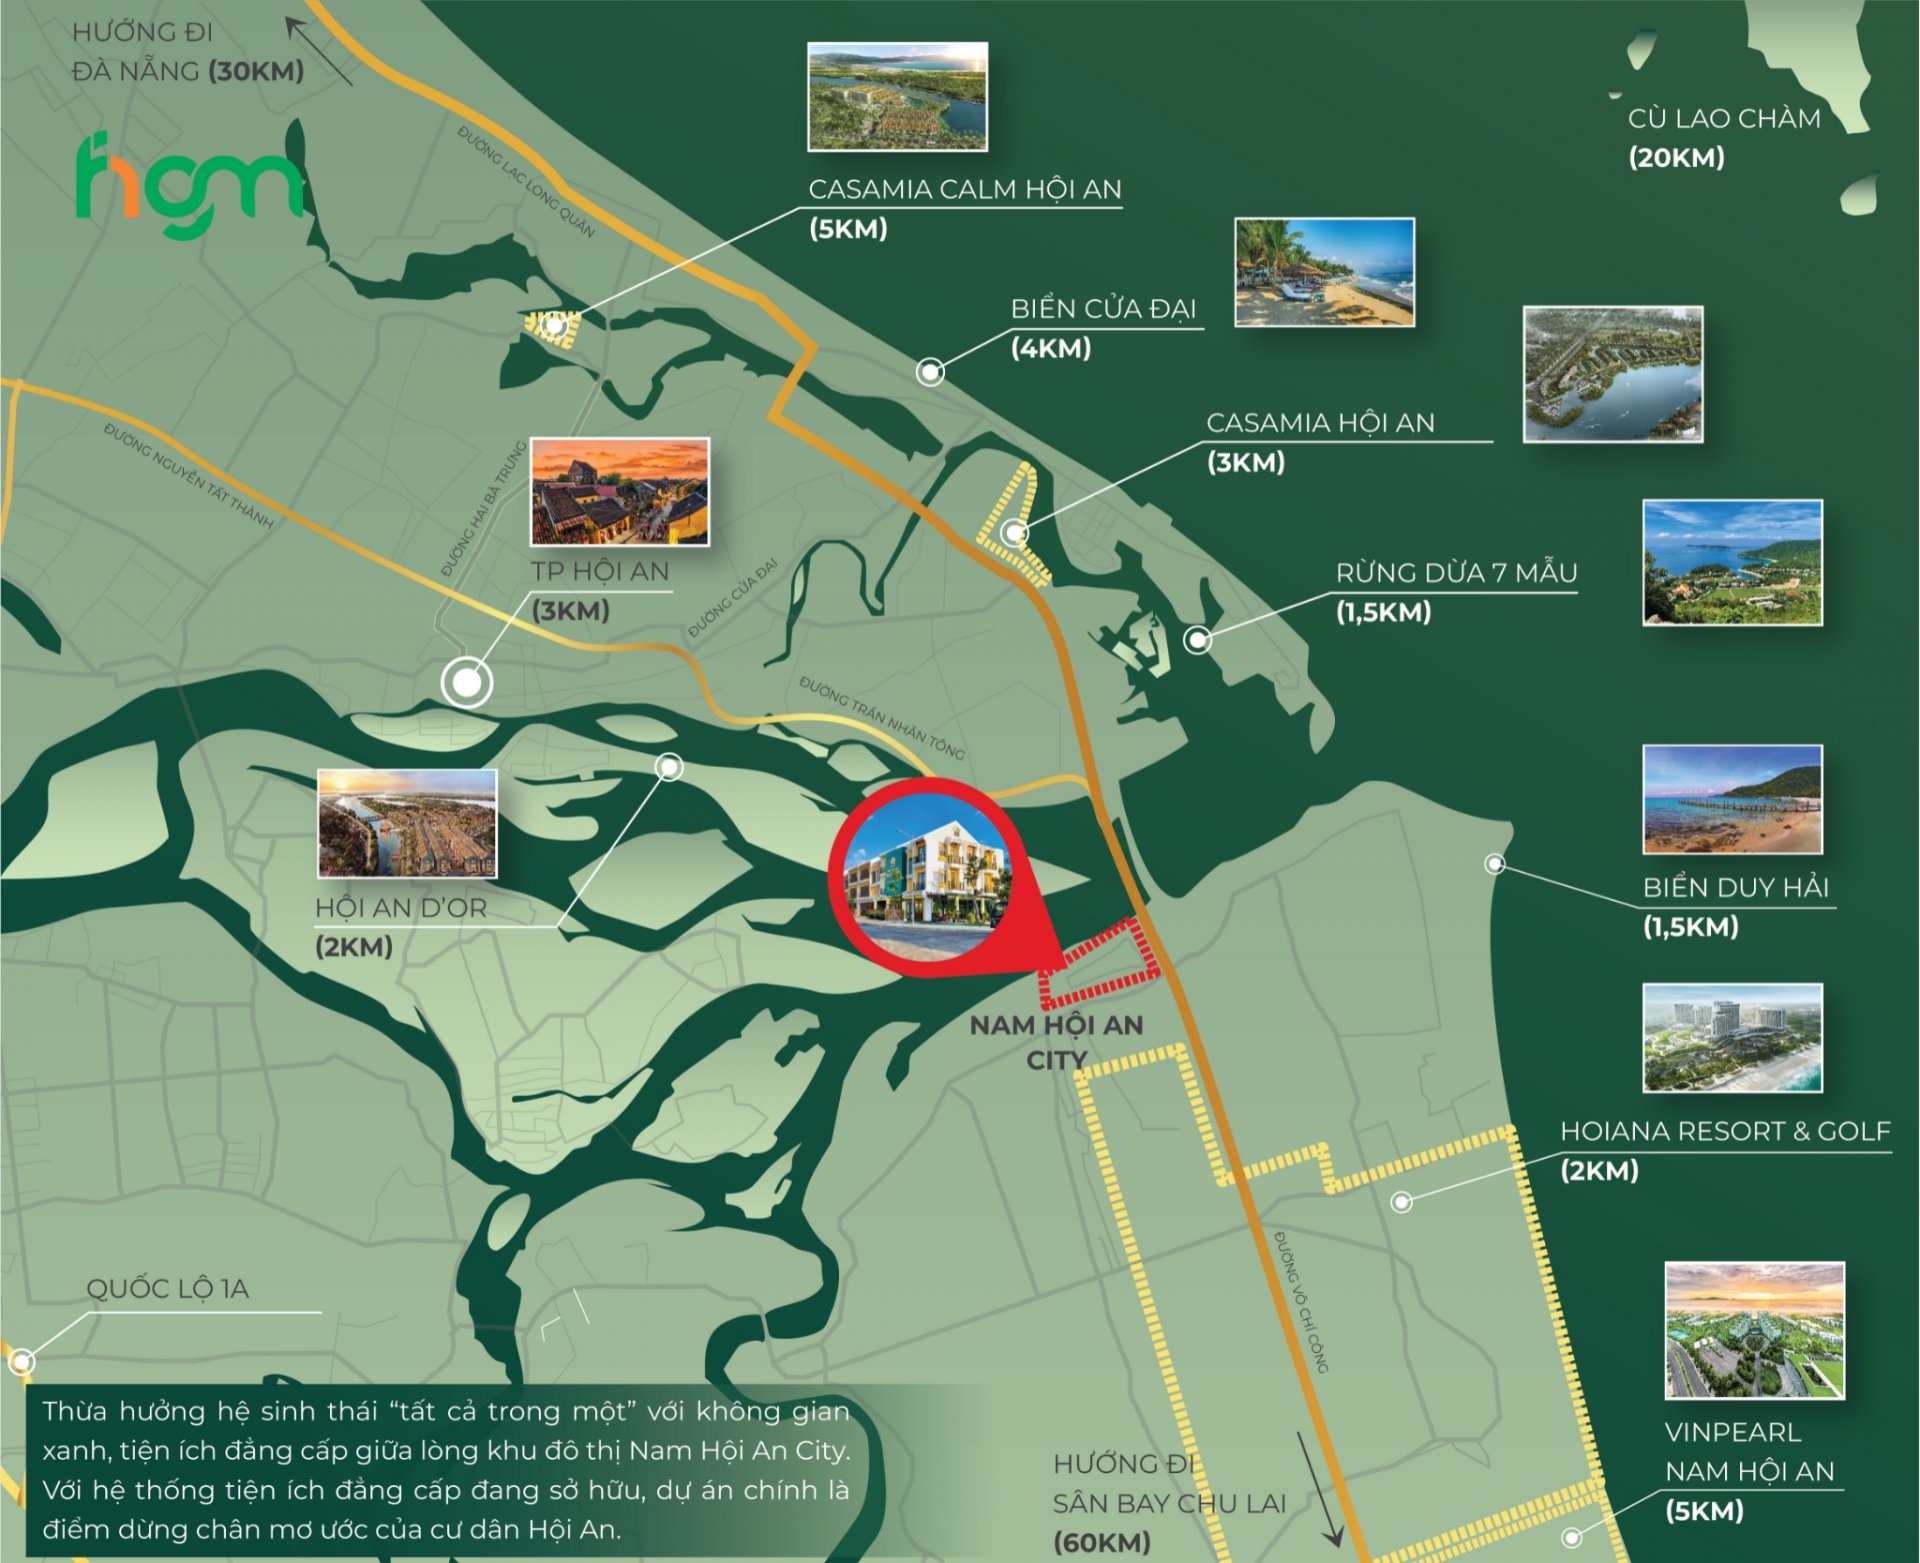 HƯỚNG ĐI
ĐÀ NẴNG (30KM)
hgm
ĐƯỜNG LẠC LONG QUÂN
CASAMIA CALM HỘI AN
(5KM)
CÙ LAO CHÀM
(20KM)
BIỂN CỬA ĐẠI
(4KM)
CASAMIA HỘI AN
(3KM)
ĐƯỜNG NGUYỄN TẤT THÀNH
ĐƯỜNG HAI BÀ TRƯNG
TP HỘI AN
(3KM)
ĐƯỜNG CỬA ĐẠI
RỪNG DỪA 7 MẪU
(1,5KM)
ĐƯỜNG TRẦN NHÂN TÔNG
HỘI AN D'OR
(2KM)
BIỂN DUY HẢI
(1,5KM)
NAM HỘI AN
CITY
HOIANA RESORT & GOLF
(2KM)
QUỐC LỘ 1A
ĐƯỜNG VÕ CHÍ CÔNG
Thừa hưởng hệ sinh thái “tất cả trong một” với không gian
xanh, tiện ích đẳng cấp giữa lòng khu đô thị Nam Hội An City.
Với hệ thống tiện ích đẳng cấp đang sở hữu, dự án chính là
điểm dừng chân mơ ước của cư dân Hội An.
HƯỚNG ĐI
SÂN BAY CHU LAI
(60KM)
VINPEARL
NAM HỘI AN
(5KM)